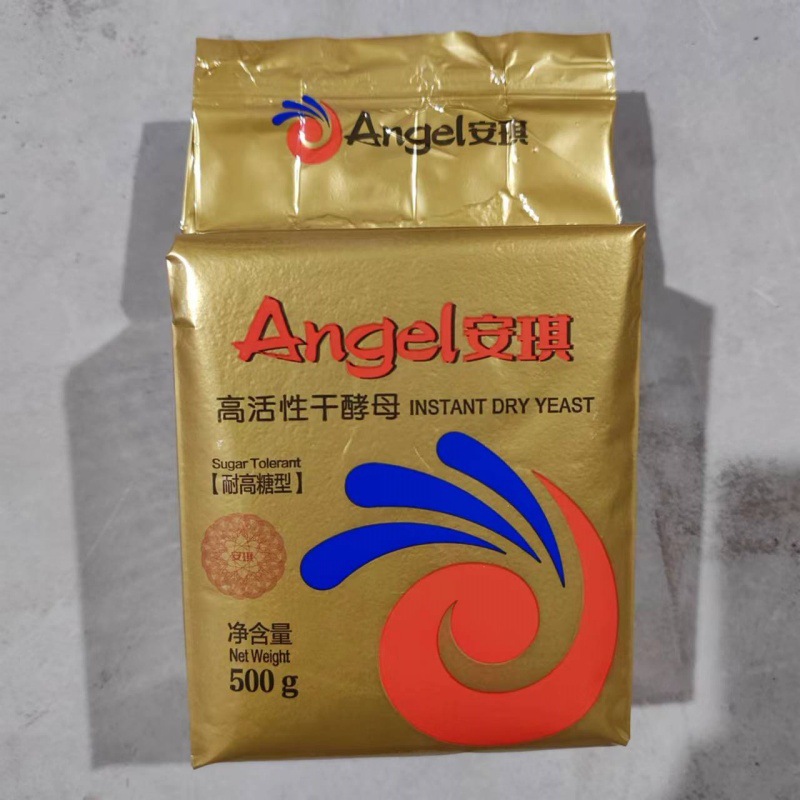 Angel安琪
Angel安琪
高活性干酵母 INSTANT DRY YEAST
Sugar Tolerant
【耐高糖型】
安琪
净含量
Net Weight
500 g